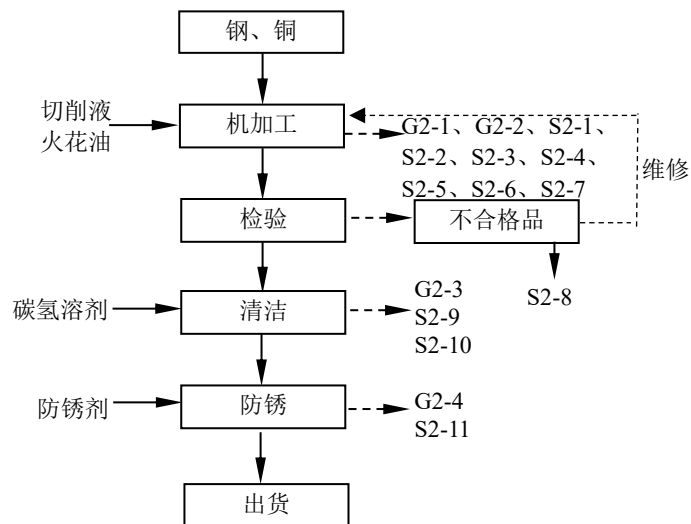 钢、铜
切削液
火花油
机加工
G2-1、G2-2、S2-1、
S2-2、S2-3、S2-4、
S2-5、S2-6、S2-7
维修
检验
不合格品
S2-8
碳氢溶剂
清洁
G2-3
S2-9
S2-10
防锈剂
防锈
G2-4
S2-11
出货